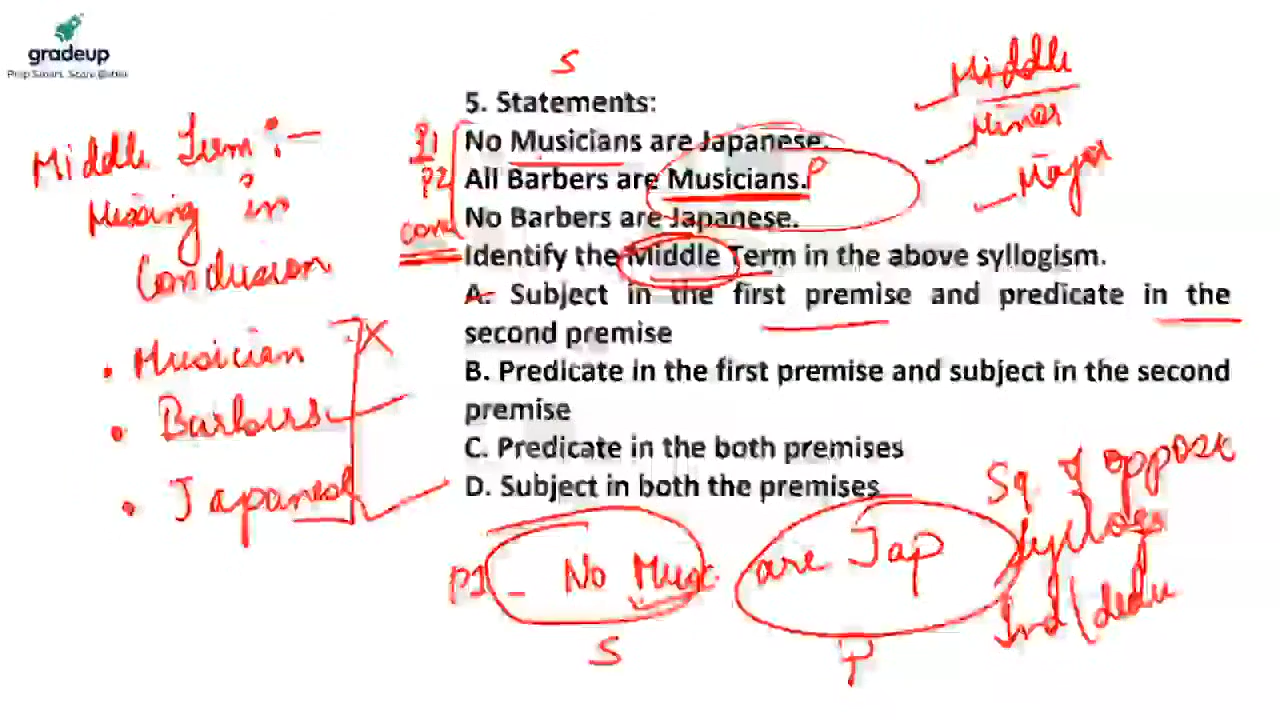 gradeup
Prep Smart. Score Better
S
Middle
Minor
Major
Middle Term :-
Missing in
Conclusion
• Musician X
• Barbers
• Japanese
5. Statements:
P1 No Musicians are Japanese.
P2 All Barbers are Musicians. P
No Barbers are Japanese.
Identify the Middle Term in the above syllogism.
A. Subject in the first premise and predicate in the
second premise
B. Predicate in the first premise and subject in the second
premise
C. Predicate in the both premises
D. Subject in both the premises
No Music are Jap
S
P
Sq. of oppose
Ind/dedu